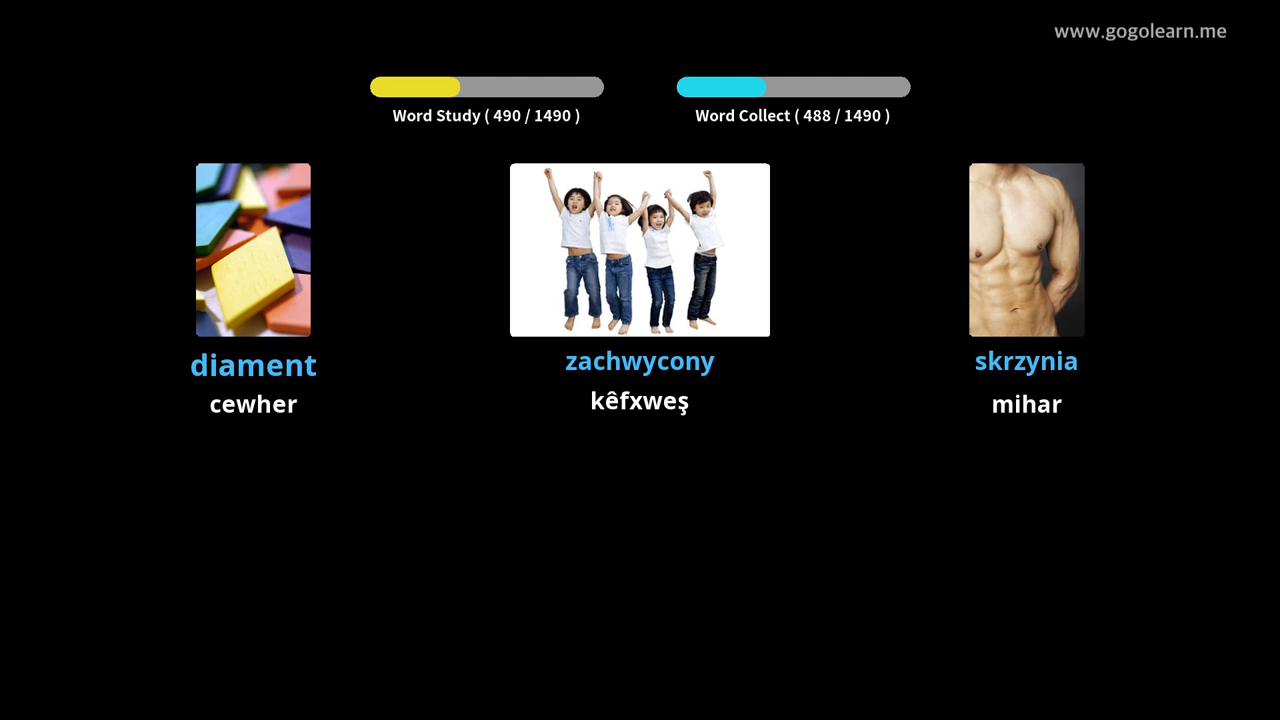 www.gogolearn.me
Word Study ( 490 / 1490 )
Word Collect ( 488 / 1490 )
diament
cewher
zachwycony
kêfxweş
skrzynia
mihar